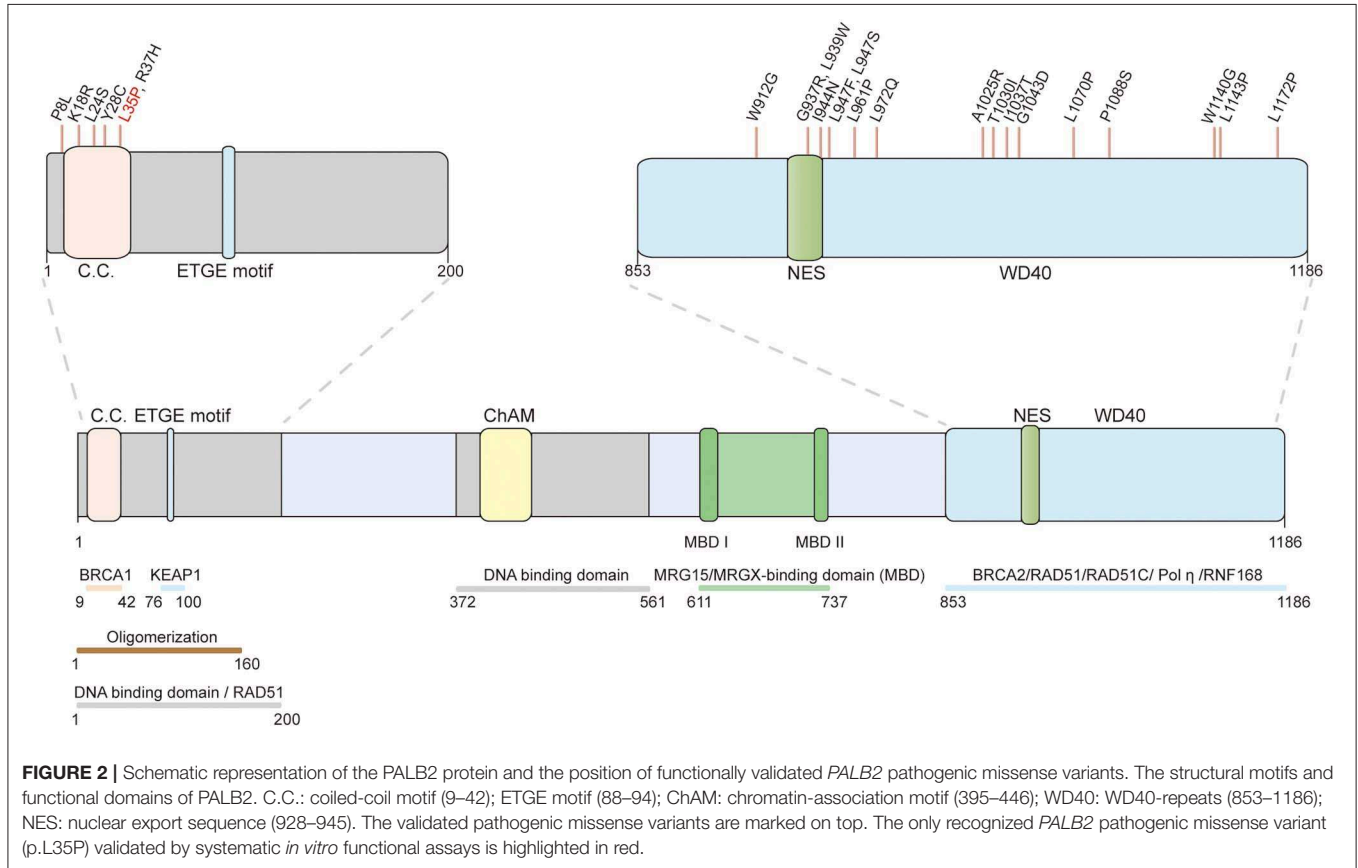 P8L
K18R
L24S
Y28C
L35P, R37H
W912G
G937R, L939W
I944N
L947F, L947S
L961P
L972Q
A1025R
T1030I
I1037T
G1043D
L1070P
P1088S
W1140G
L1143P
L1172P
1 C.C. ETGE motif 200
853 NES WD40 1186
C.C. ETGE motif ChAM NES WD40
1 MBD I MBD II 1186
BRCA1 KEAP1 DNA binding domain MRG15/MRGX-binding domain (MBD) BRCA2/RAD51/RAD51C/ Pol η /RNF168
9 42 76 100 372 561 611 737 853 1186
Oligomerization
1 160
DNA binding domain / RAD51
1 200
FIGURE 2 | Schematic representation of the PALB2 protein and the position of functionally validated PALB2 pathogenic missense variants. The structural motifs and
functional domains of PALB2. C.C.: coiled-coil motif (9–42); ETGE motif (88–94); ChAM: chromatin-association motif (395–446); WD40: WD40-repeats (853–1186);
NES: nuclear export sequence (928–945). The validated pathogenic missense variants are marked on top. The only recognized PALB2 pathogenic missense variant
(p.L35P) validated by systematic in vitro functional assays is highlighted in red.